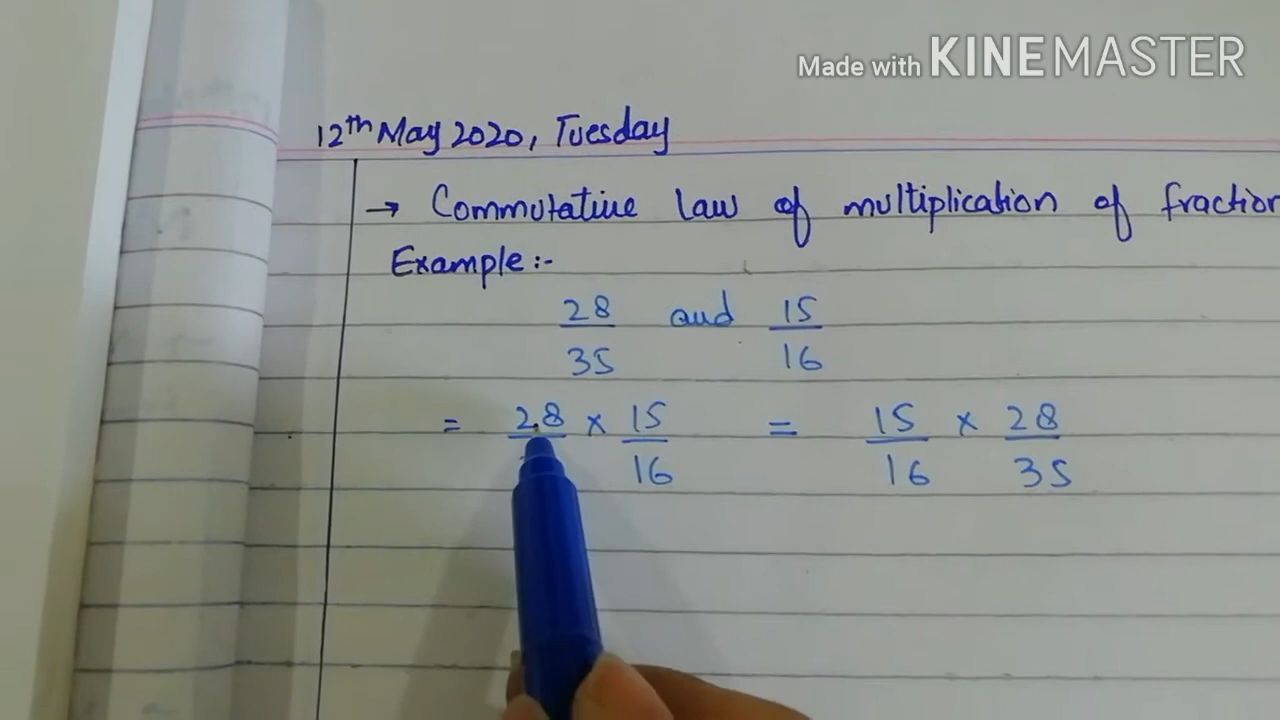 Made with KINEMASTER
12th May 2020, Tuesday
→ Commutative law of multiplication of fraction
Example:-
28 and 15
35 16
= 28 × 15 = 15 × 28
16 16 35